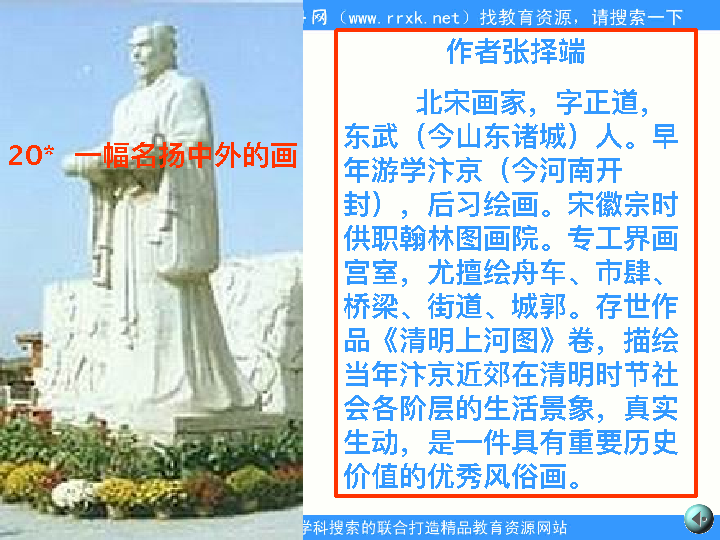 网（www.rrxk.net）找教育资源，请搜索一下
作者张择端
20* 一幅名扬中外的画
北宋画家，字正道，
东武（今山东诸城）人。早
年游学汴京（今河南开
封），后习绘画。宋徽宗时
供职翰林图画院。专工界画
宫室，尤擅绘舟车、市肆、
桥梁、街道、城郭。存世作
品《清明上河图》卷，描绘
当年汴京近郊在清明时节社
会各阶层的生活景象，真实
生动，是一件具有重要历史
价值的优秀风俗画。
学科搜索的联合打造精品教育资源网站